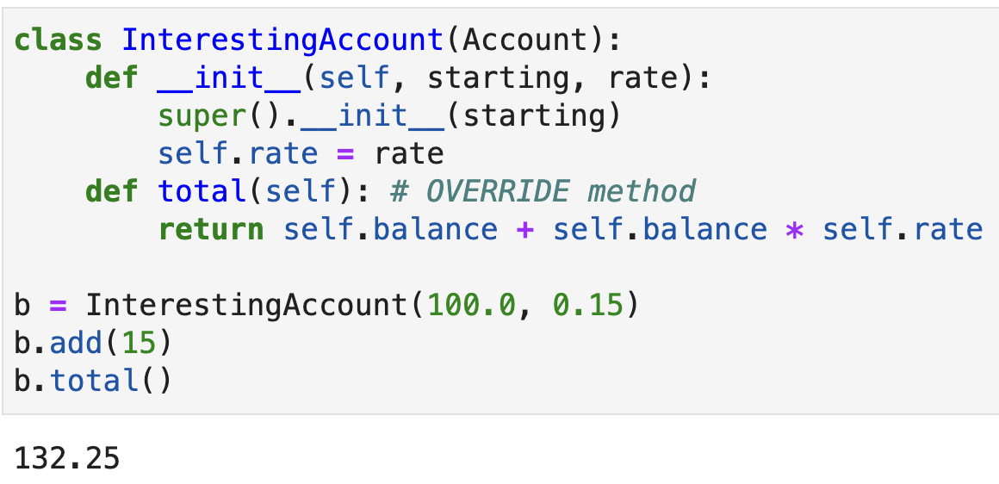 class InterestingAccount(Account):
    def __init__(self, starting, rate):
        super().__init__(starting)
        self.rate = rate
    def total(self): # OVERRIDE method
        return self.balance + self.balance * self.rate

b = InterestingAccount(100.0, 0.15)
b.add(15)
b.total()

132.25